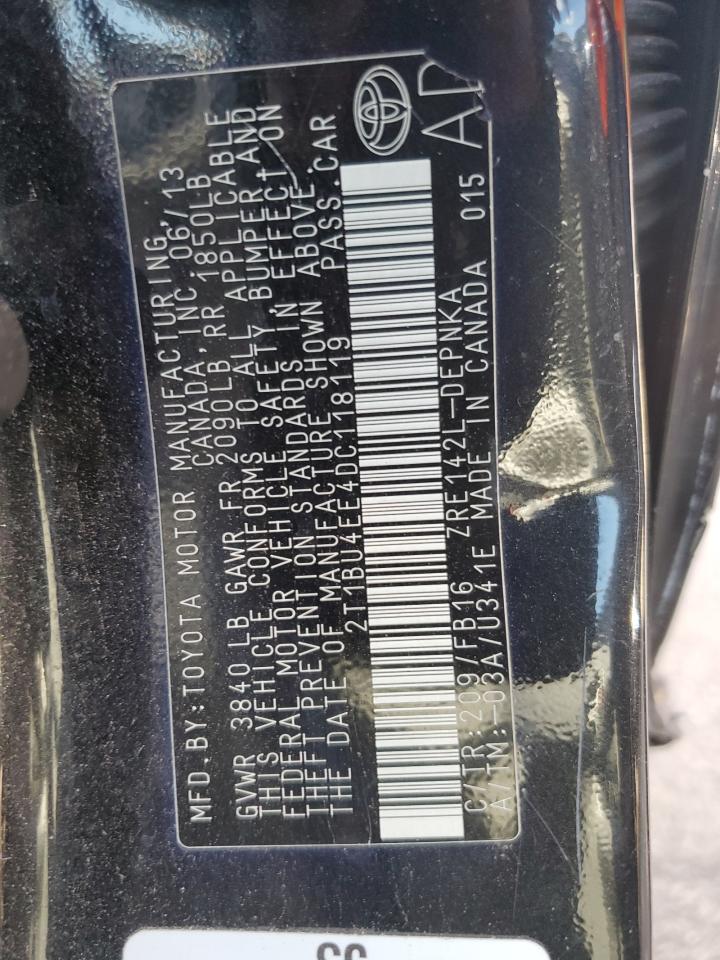 MFD.BY:TOYOTA MOTOR MANUFACTURING,
CANADA, INC. 06/13
GVWR 3840 LB GAWR FR 2090LB RR 1850LB
THIS VEHICLE CONFORMS TO ALL APPLICABLE
FEDERAL MOTOR VEHICLE SAFETY, BUMPER, AND
THEFT PREVENTION STANDARDS IN EFFECT ON
THE DATE OF MANUFACTURE SHOWN ABOVE.
2T1BU4EE4DC118119 PASS.CAR
C/TR:209/FB16 ZRE142L-DEPNKA
A/TM:-03A/U341E MADE IN CANADA 015